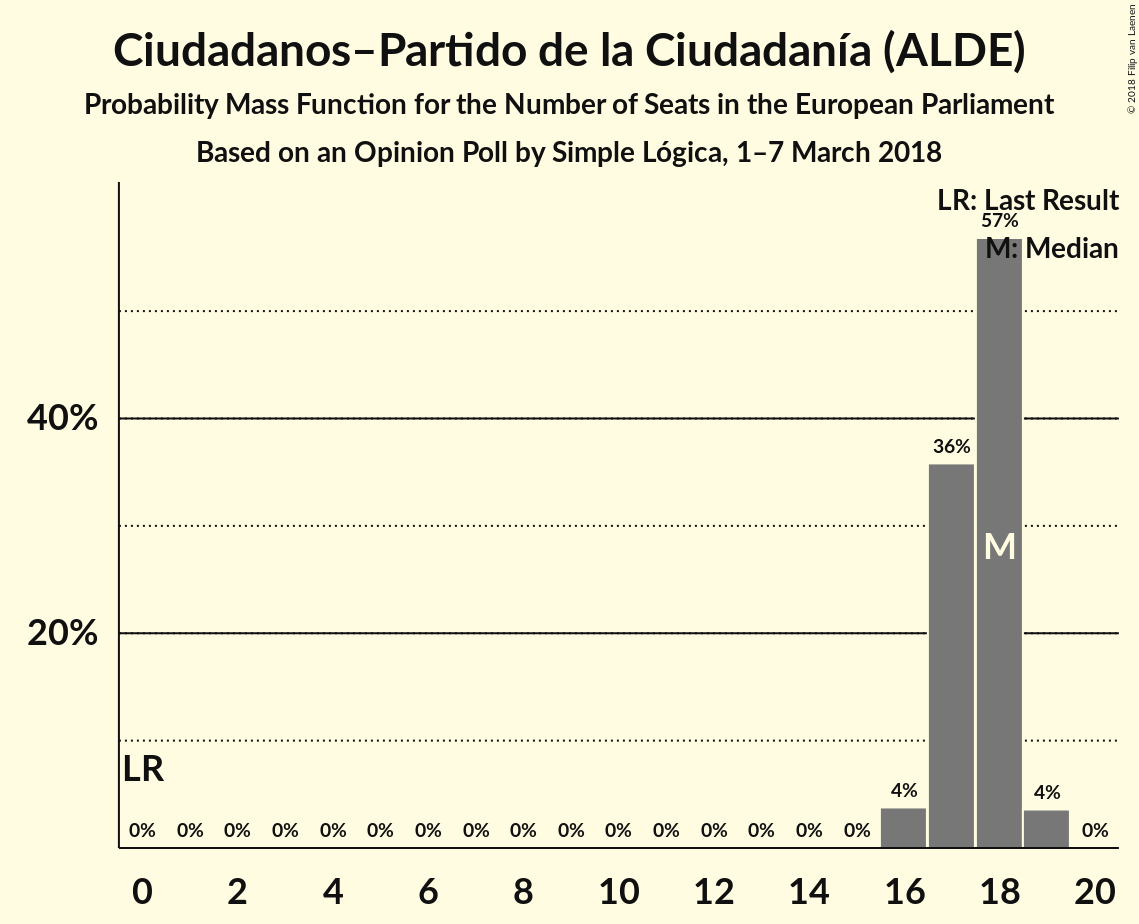 Ciudadanos–Partido de la Ciudadanía (ALDE)
Probability Mass Function for the Number of Seats in the European Parliament
Based on an Opinion Poll by Simple Lógica, 1–7 March 2018
© 2018 Filip van Laenen
LR: Last Result
57%
M: Median
40%
36%
M
20%
LR
4% 4%
0% 0% 0% 0% 0% 0% 0% 0% 0% 0% 0% 0% 0% 0% 0% 0% 0%
0 2 4 6 8 10 12 14 16 18 20